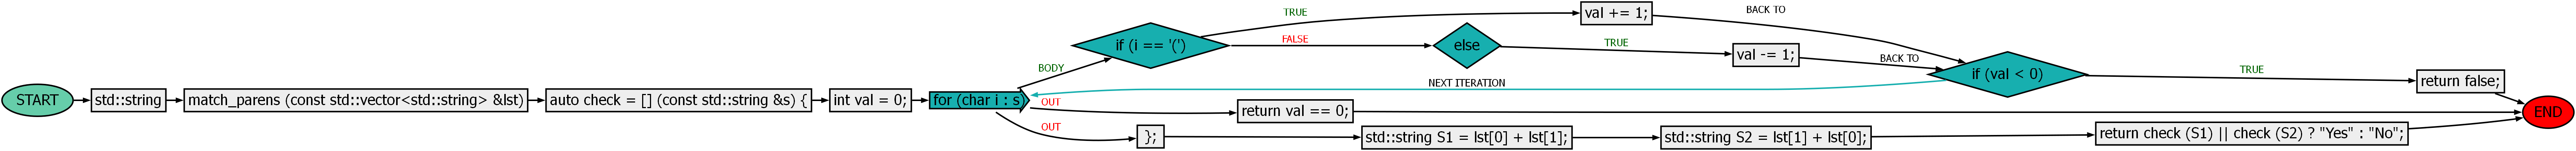 START
std::string
match_parens (const std::vector<std::string> &lst)
auto check = [] (const std::string &s) {
int val = 0;
for (char i : s)
BODY
if (i == '(')
TRUE
val += 1;
BACK TO
FALSE
else
TRUE
val -= 1;
BACK TO
if (val < 0)
TRUE
return false;
NEXT ITERATION
OUT
return val == 0;
OUT
};
std::string S1 = lst[0] + lst[1];
std::string S2 = lst[1] + lst[0];
return check (S1) || check (S2) ? "Yes" : "No";
END